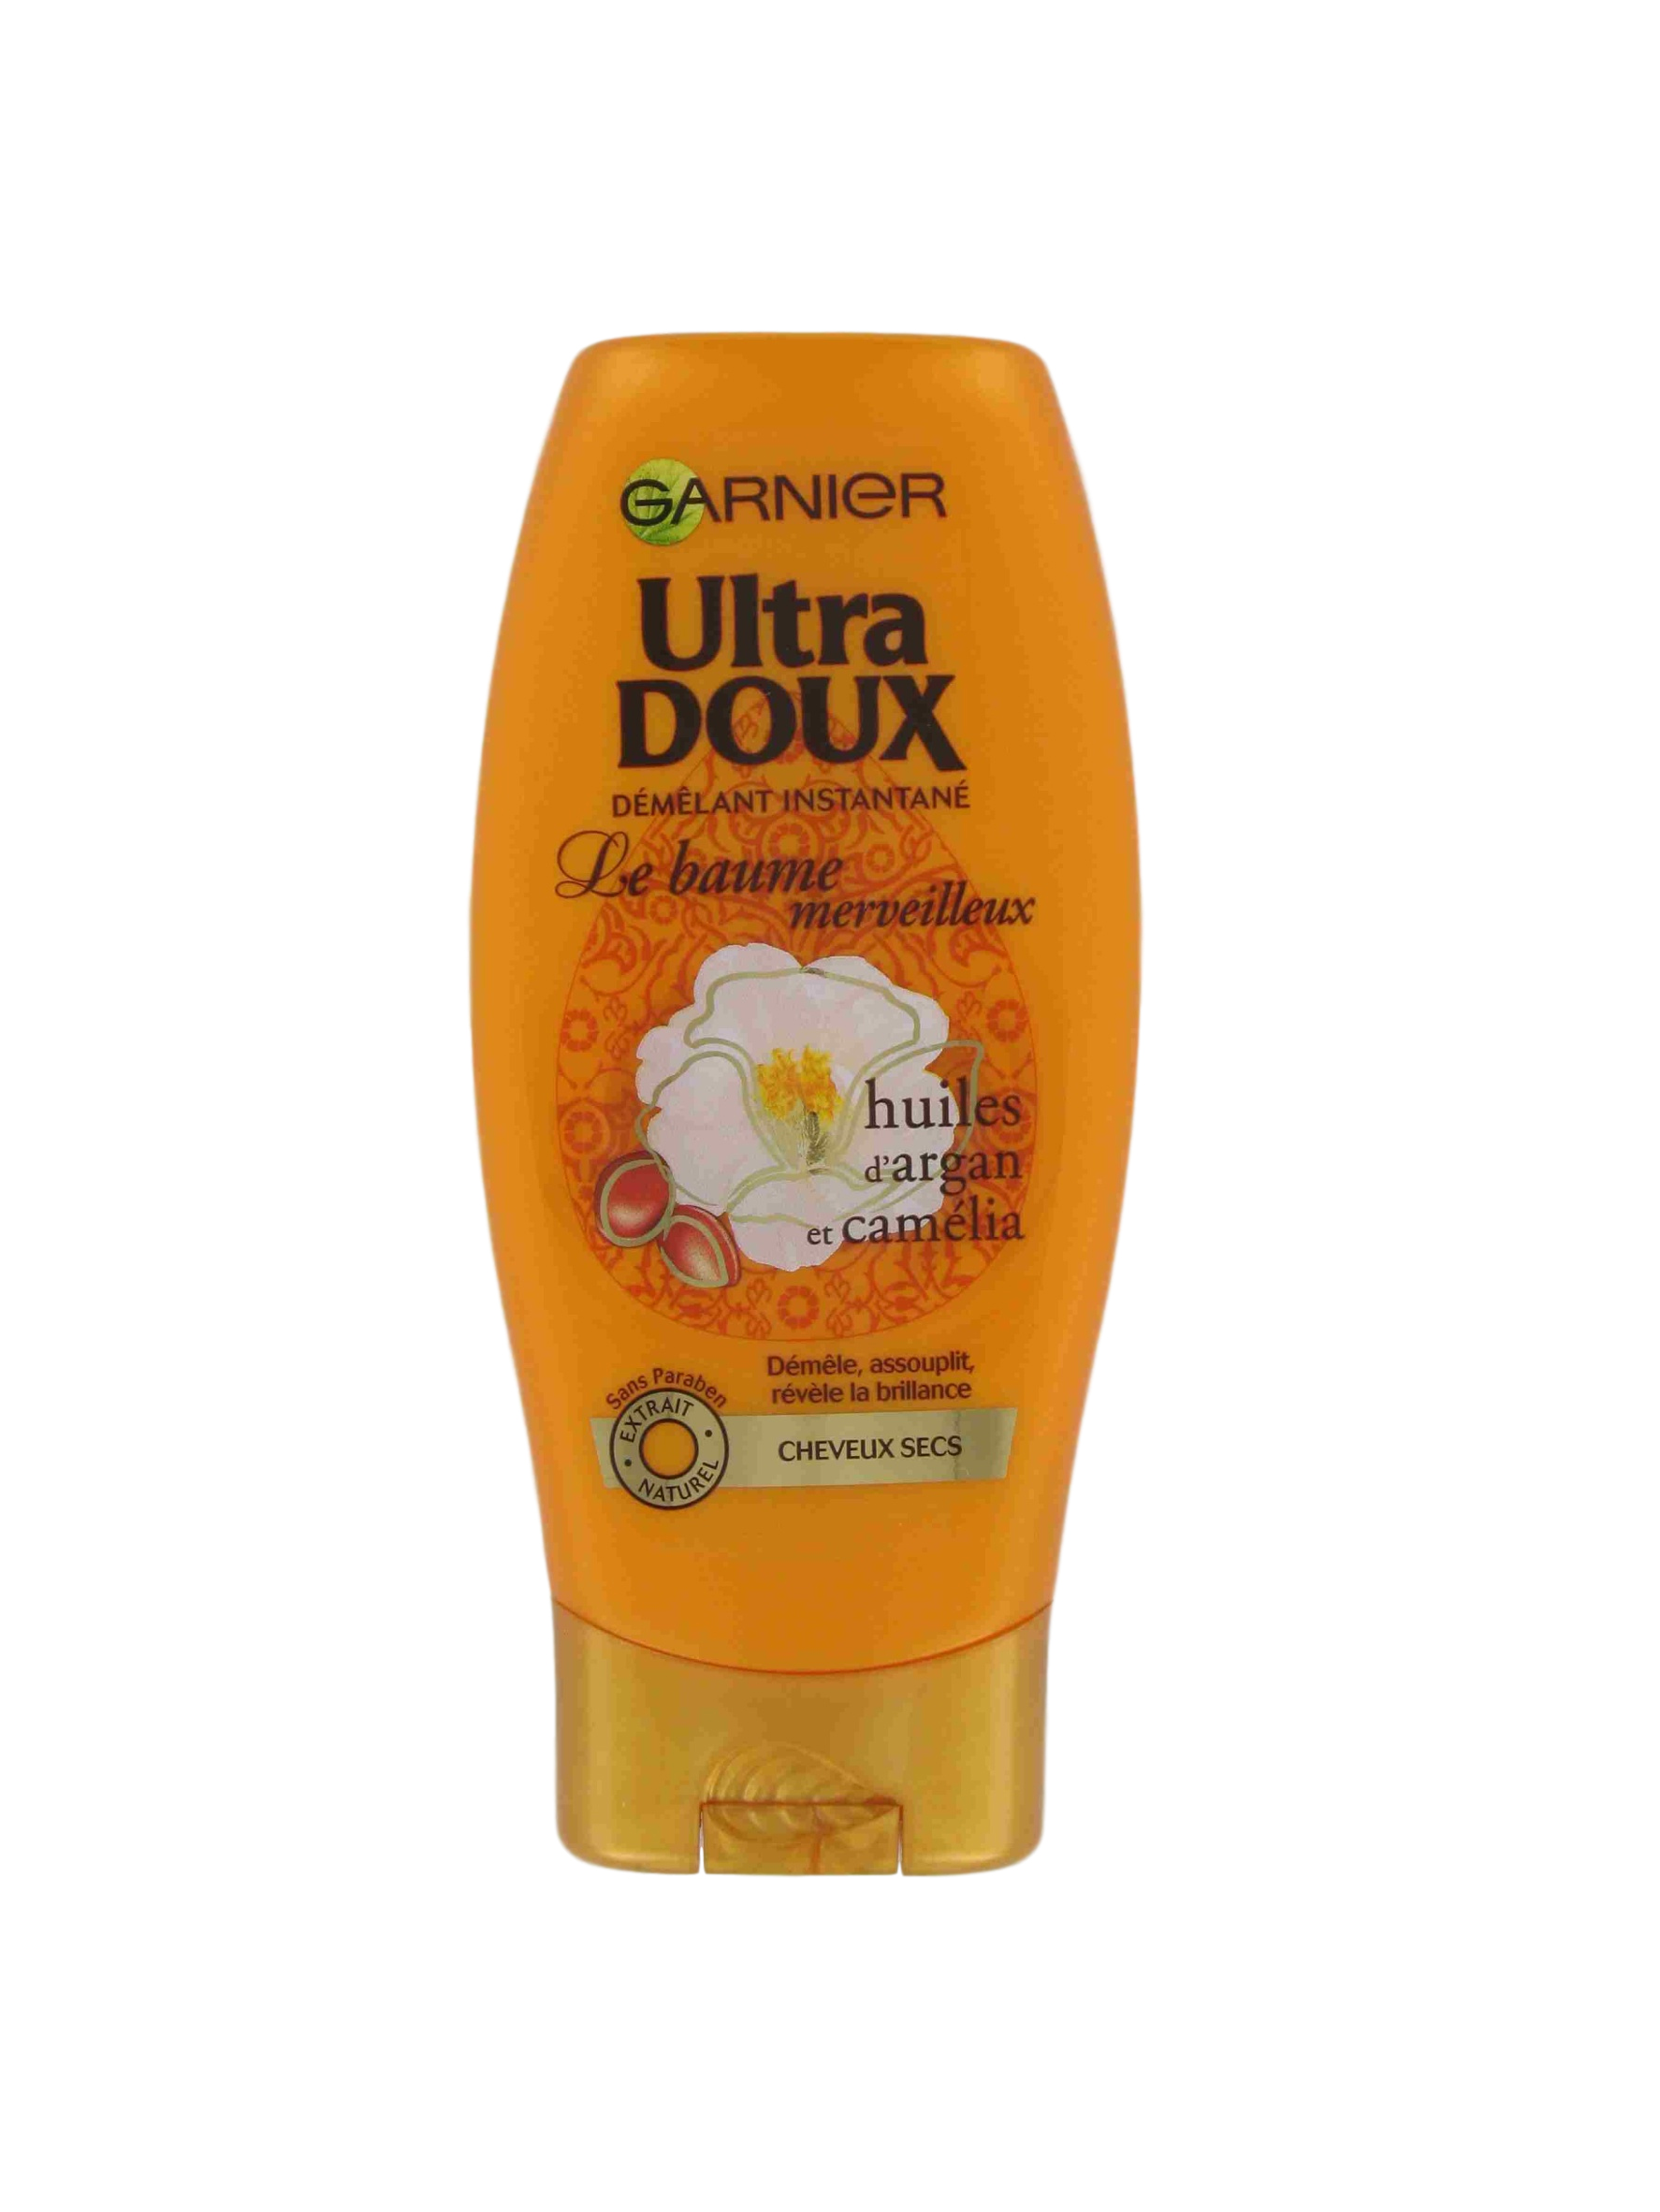 GARNIER
Ultra
DOUX
DÉMÊLANT INSTANTANÉ
Le baume
merveilleux
huiles
d'argan
et camélia
Démêle, assouplit,
révèle la brillance
Sans Paraben
EXTRAIT
NATUREL
CHEVEUX SECS